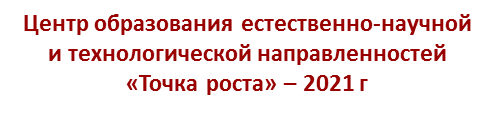 Центр образования естественно-научной
и технологической направленностей
«Точка роста» – 2021 г